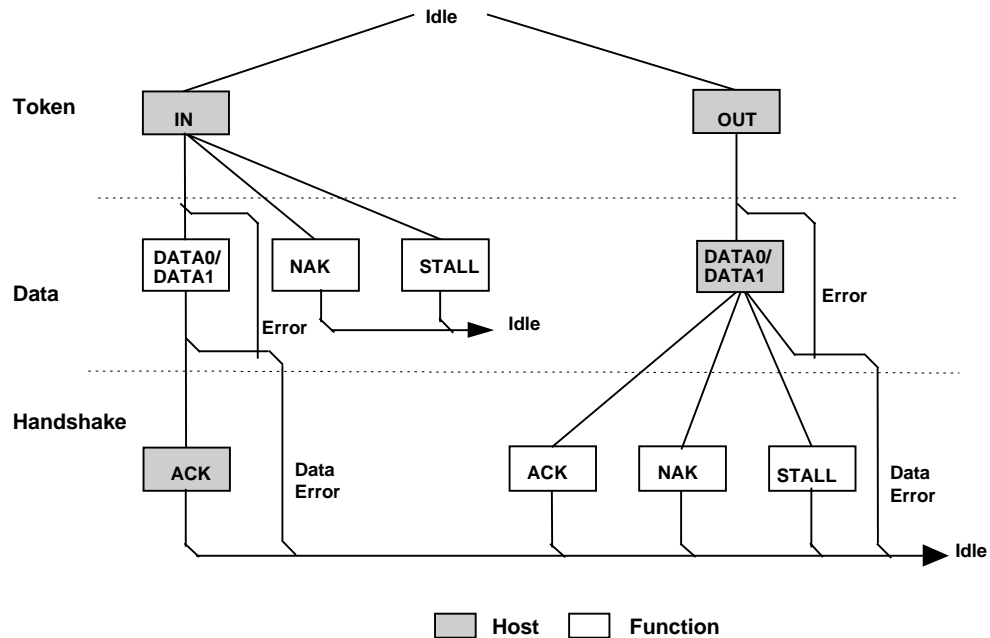 Idle
Token
IN
OUT
DATA0/
DATA1
NAK
STALL
DATA0/
DATA1
Data
Error
Idle
Error
Handshake
ACK
Data
Error
ACK
NAK
STALL
Data
Error
Idle
Host
Function